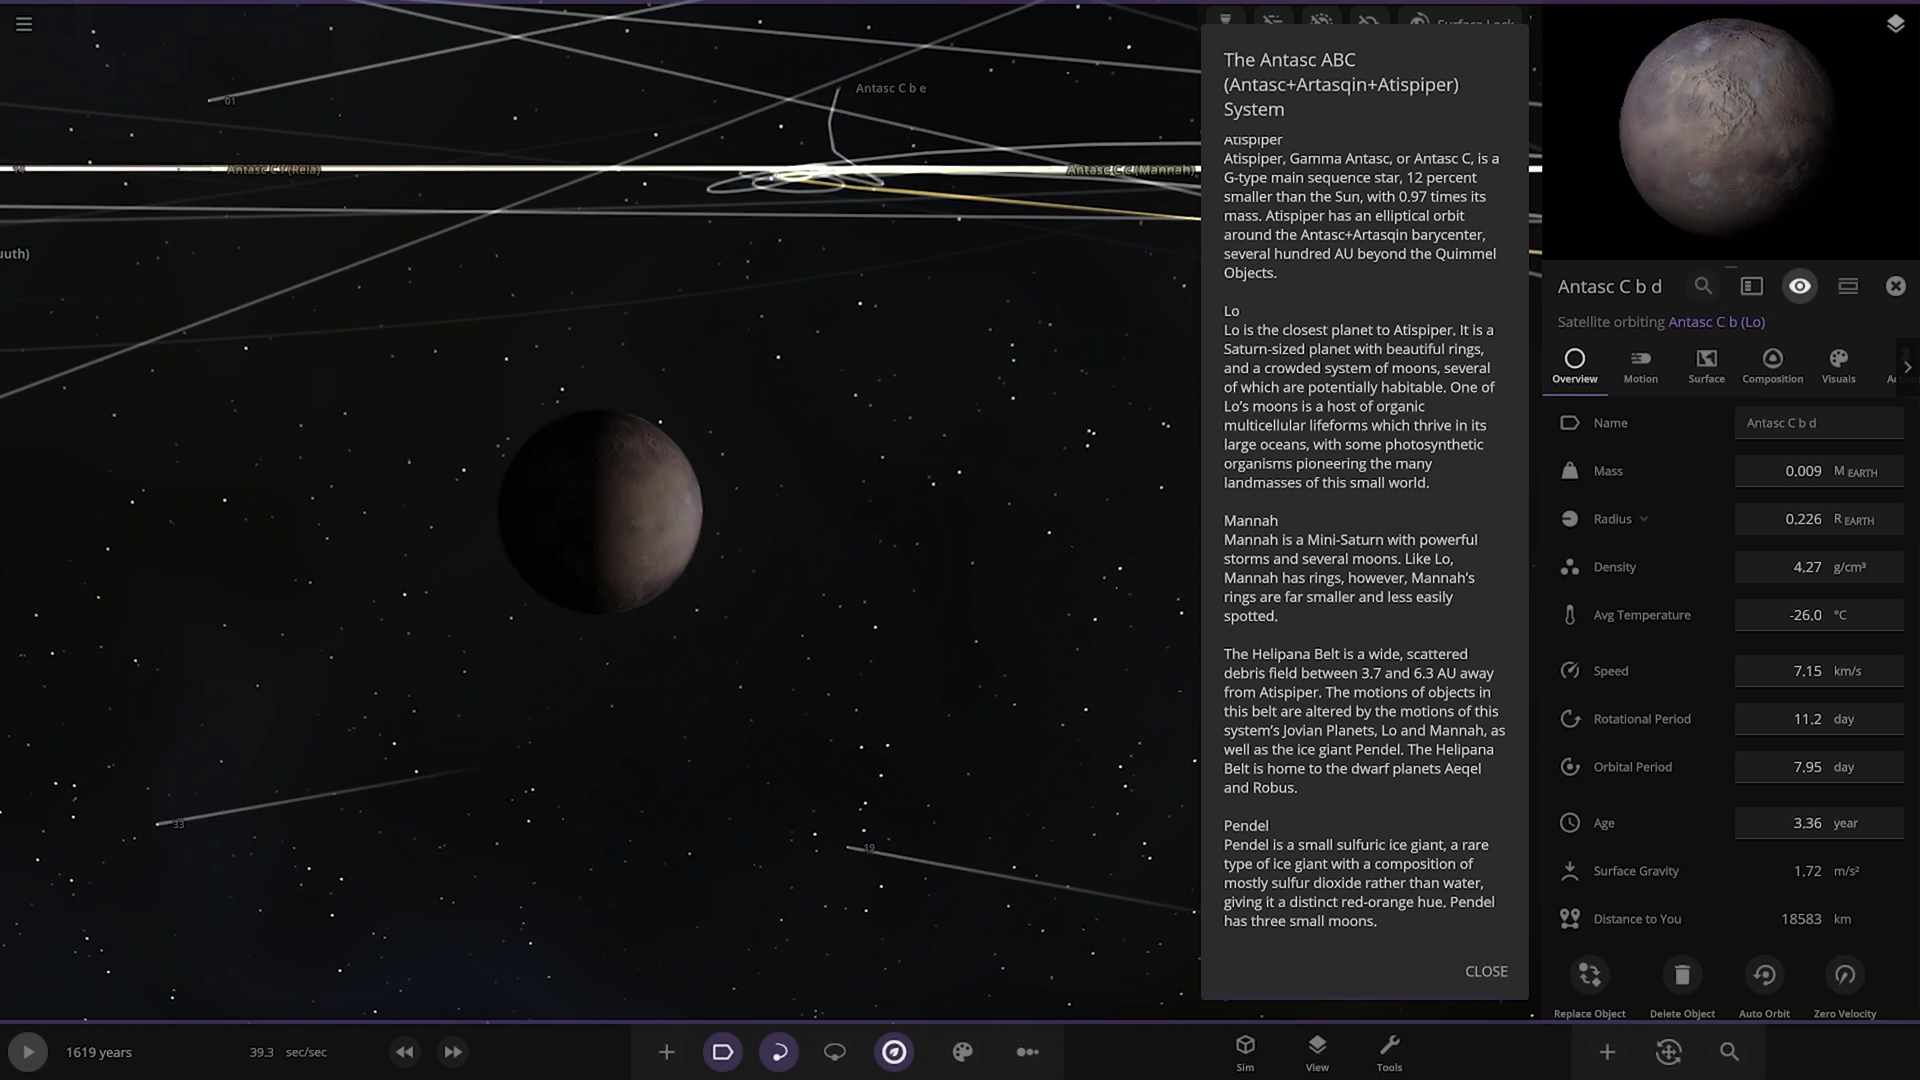 Surface Lock
The Antasc ABC
(Antasc+Artasqin+Atispiper)
System
Atispiper
Atispiper, Gamma Antasc, or Antasc C, is a
G-type main sequence star, 12 percent
smaller than the Sun, with 0.97 times its
mass. Atispiper has an elliptical orbit
around the Antasc+Artasqin barycenter,
several hundred AU beyond the Quimmel
Objects.
Lo
Lo is the closest planet to Atispiper. It is a
Saturn-sized planet with beautiful rings,
and a crowded system of moons, several
of which are potentially habitable. One of
Lo's moons is a host of organic
multicellular lifeforms which thrive in its
large oceans, with some photosynthetic
organisms pioneering the many
landmasses of this small world.
Mannah
Mannah is a Mini-Saturn with powerful
storms and several moons. Like Lo,
Mannah has rings, however, Mannah's
rings are far smaller and less easily
spotted.
The Helipana Belt is a wide, scattered
debris field between 3.7 and 6.3 AU away
from Atispiper. The motions of objects in
this belt are altered by the motions of this
system's Jovian Planets, Lo and Mannah, as
well as the ice giant Pendel. The Helipana
Belt is home to the dwarf planets Aeqel
and Robus.
Pendel
Pendel is a small sulfuric ice giant, a rare
type of ice giant with a composition of
mostly sulfur dioxide rather than water,
giving it a distinct red-orange hue. Pendel
has three small moons.
CLOSE
Antasc C b e
01
Antasc C f (Rela)
Antasc C c (Mannah)
uuth)
33
19
Antasc C b d
Satellite orbiting Antasc C b (Lo)
Overview Motion Surface Composition Visuals
Name Antasc C b d
Mass 0.009 M EARTH
Radius 0.226 R EARTH
Density 4.27 g/cm³
Avg Temperature -26.0 °C
Speed 7.15 km/s
Rotational Period 11.2 day
Orbital Period 7.95 day
Age 3.36 year
Surface Gravity 1.72 m/s²
Distance to You 18583 km
Replace Object Delete Object Auto Orbit Zero Velocity
1619 years 39.3 sec/sec
Sim View Tools